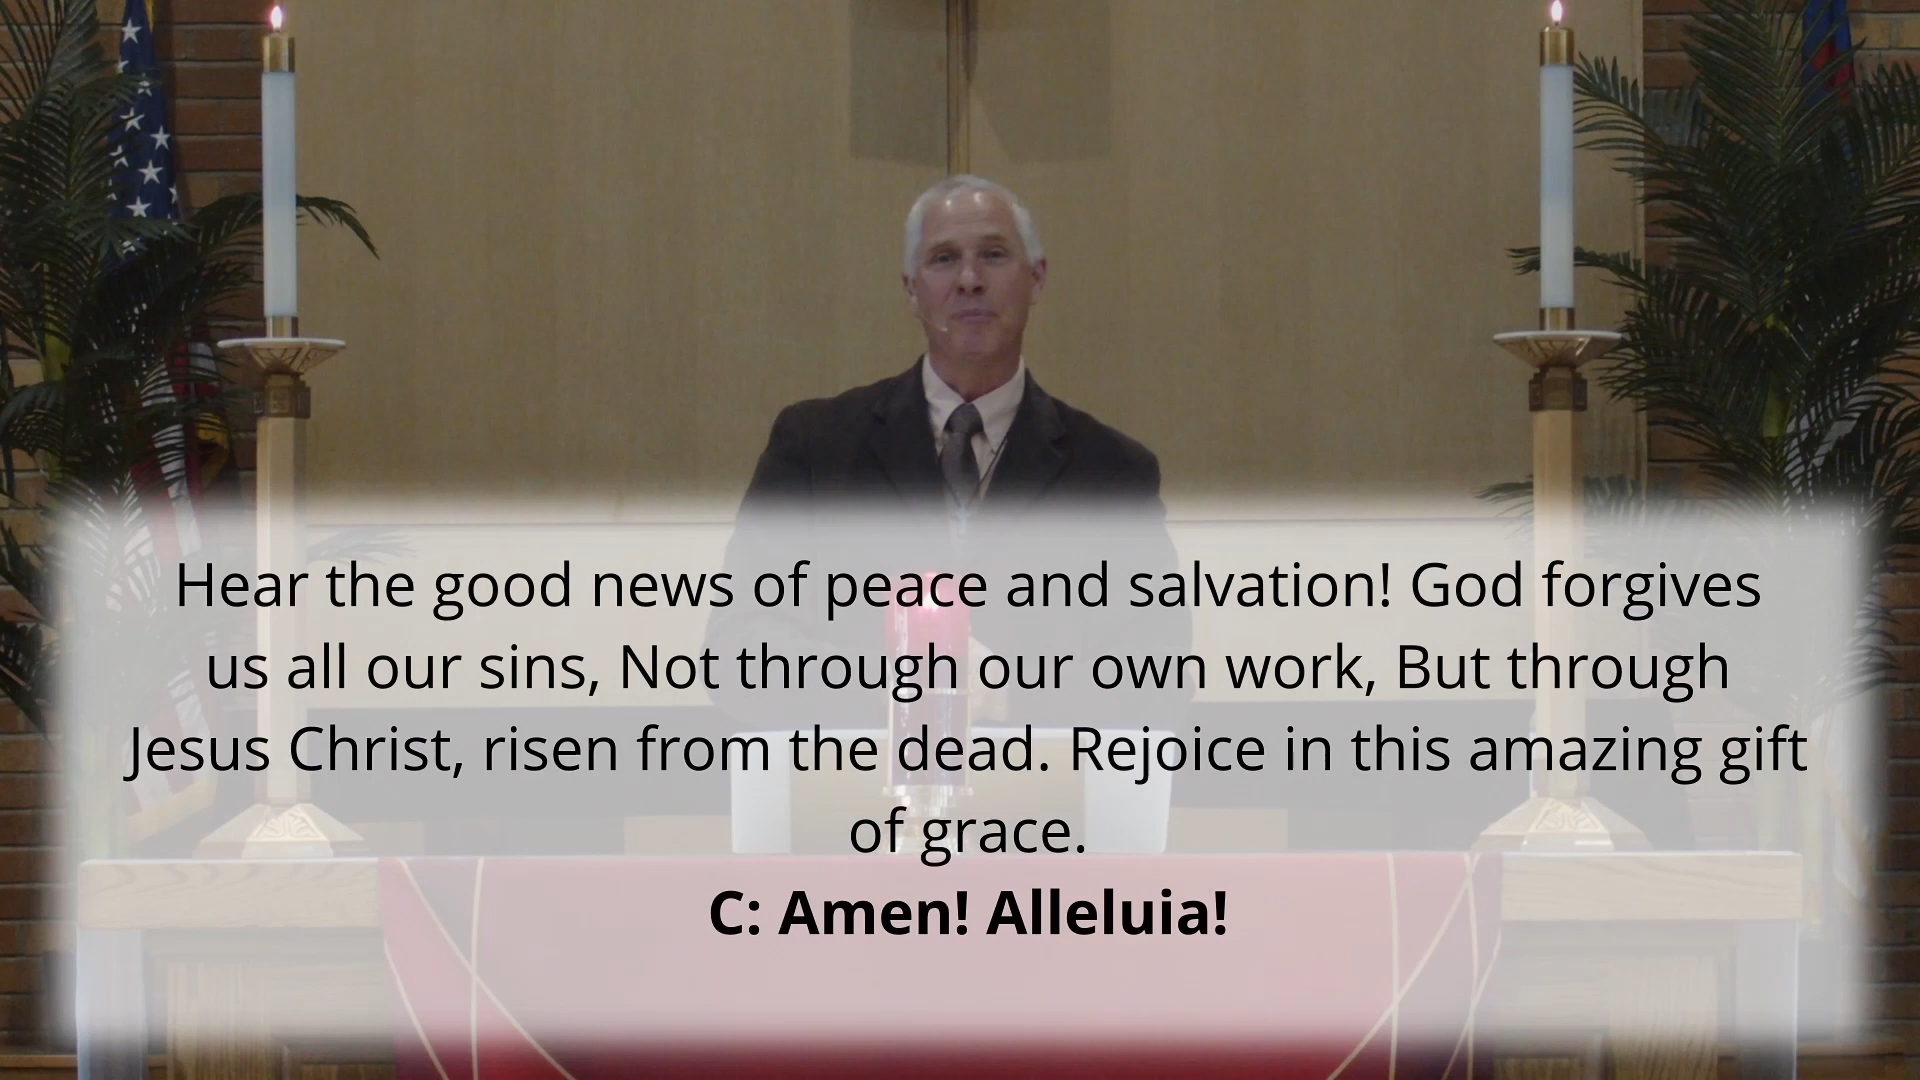 Hear the good news of peace and salvation! God forgives
us all our sins, Not through our own work, But through
Jesus Christ, risen from the dead. Rejoice in this amazing gift
of grace.
C: Amen! Alleluia!